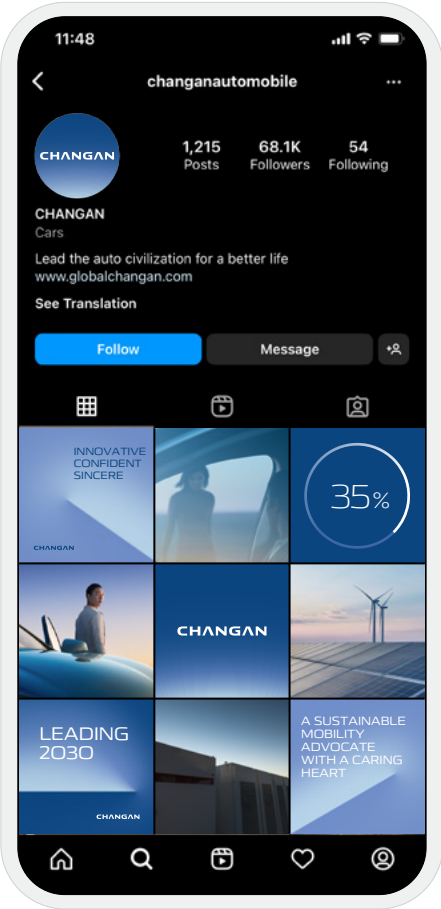 11:48
changanautomobile
CHANGAN
1,215
Posts
68.1K
Followers
54
Following
CHANGAN
Cars
Lead the auto civilization for a better life
www.globalchangan.com
See Translation
Follow
Message
INNOVATIVE
CONFIDENT
SINCERE
CHANGAN
35%
CHANGAN
LEADING
2030
CHANGAN
A SUSTAINABLE
MOBILITY
ADVOCATE
WITH A CARING
HEART